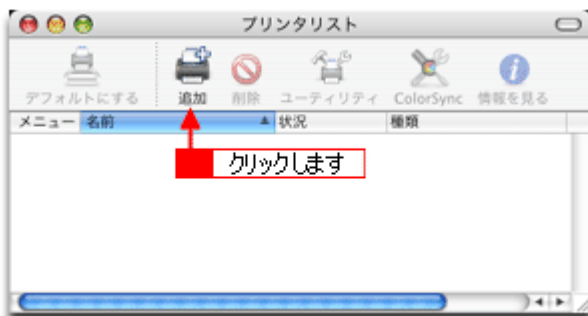 プリンタリスト
デフォルトにする 追加 削除 ユーティリティ ColorSync 情報を見る
メニュー 名前 状況 種類
クリックします